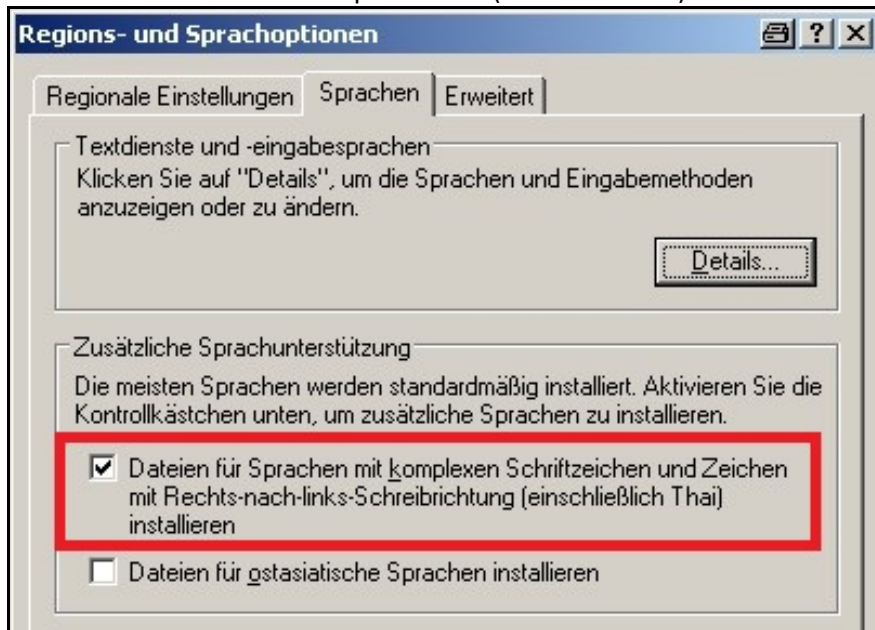 Regions- und Sprachoptionen
Regionale Einstellungen Sprachen Erweitert
Textdienste und -eingabesprachen
Klicken Sie auf "Details", um die Sprachen und Eingabemethoden
anzuzeigen oder zu ändern.
Details...
Zusätzliche Sprachunterstützung
Die meisten Sprachen werden standardmäßig installiert. Aktivieren Sie die
Kontrollkästchen unten, um zusätzliche Sprachen zu installieren.
Dateien für Sprachen mit komplexen Schriftzeichen und Zeichen
mit Rechts-nach-links-Schreibrichtung (einschließlich Thai)
installieren
Dateien für ostasiatische Sprachen installieren